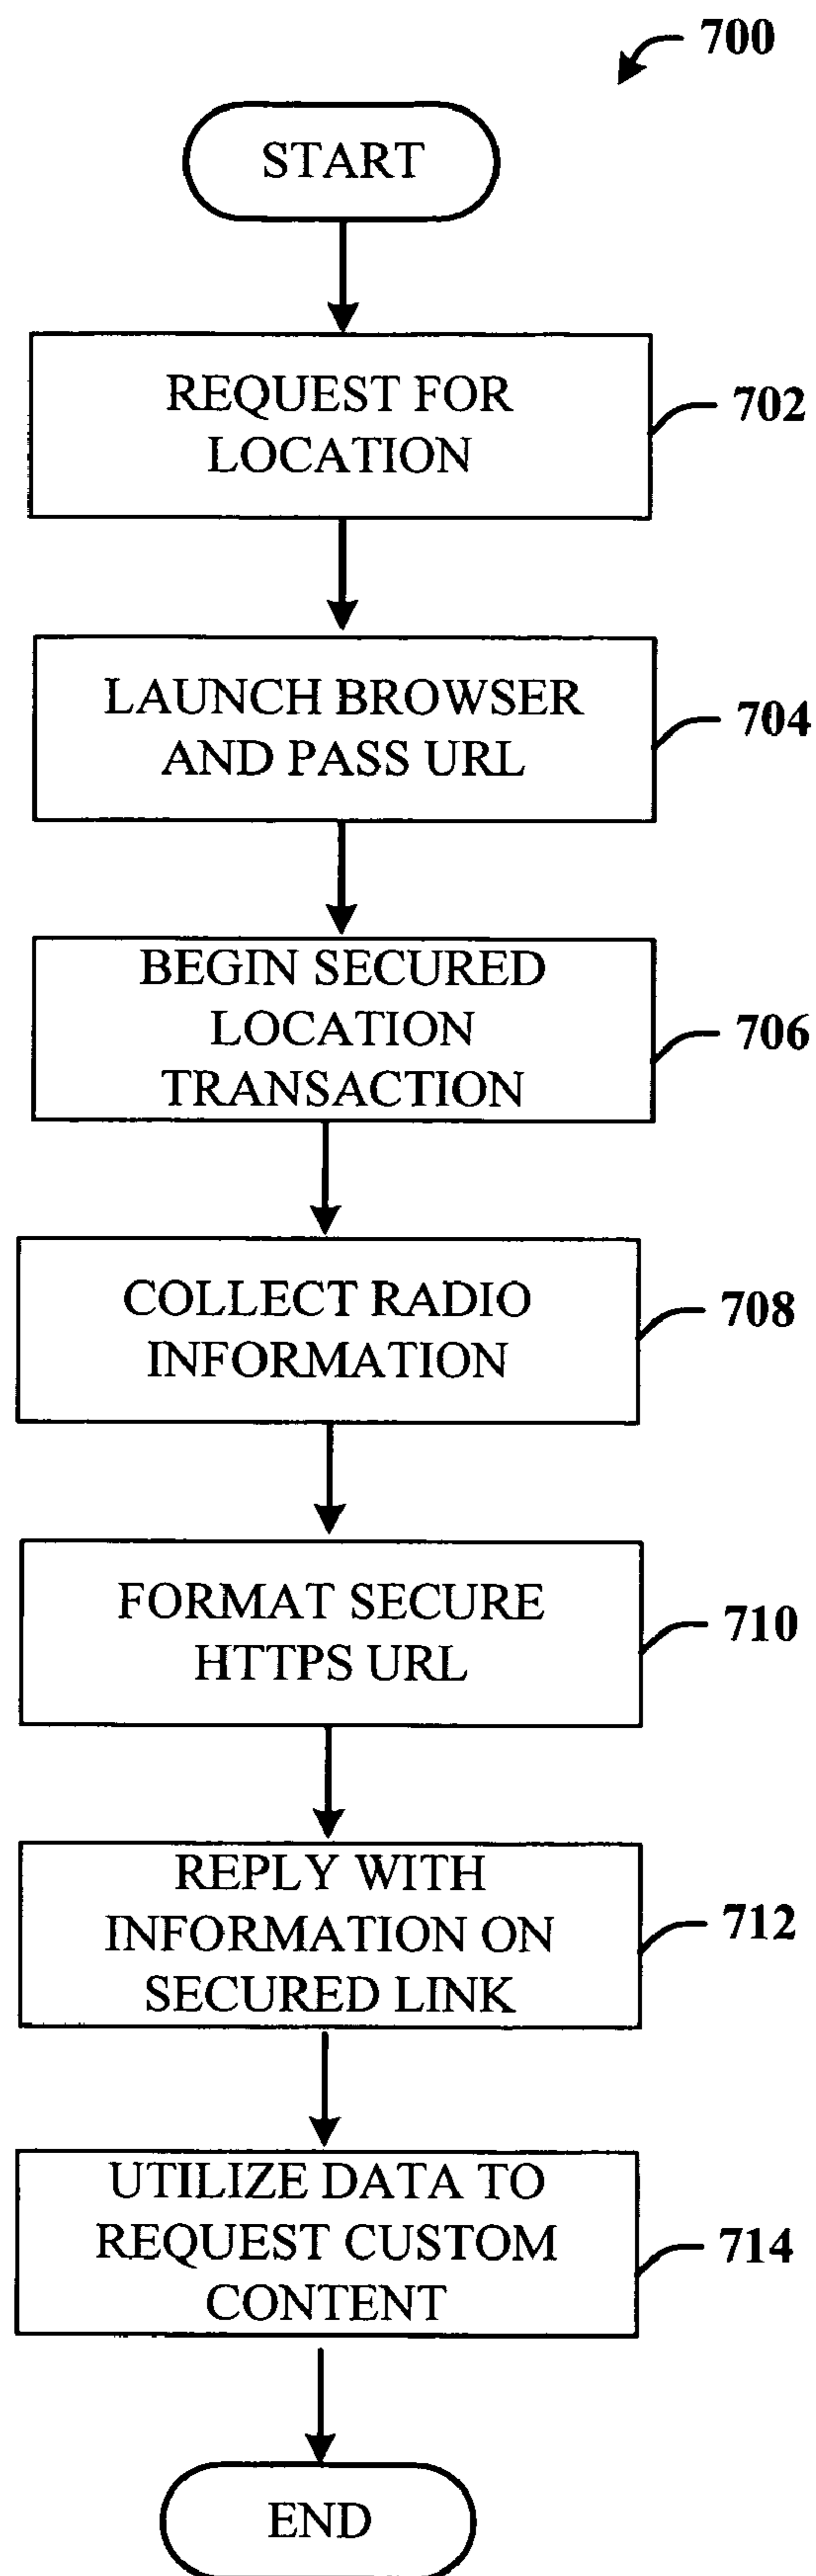 700
START
REQUEST FOR
LOCATION
702
LAUNCH BROWSER
AND PASS URL
704
BEGIN SECURED
LOCATION
TRANSACTION
706
COLLECT RADIO
INFORMATION
708
FORMAT SECURE
HTTPS URL
710
REPLY WITH
INFORMATION ON
SECURED LINK
712
UTILIZE DATA TO
REQUEST CUSTOM
CONTENT
714
END